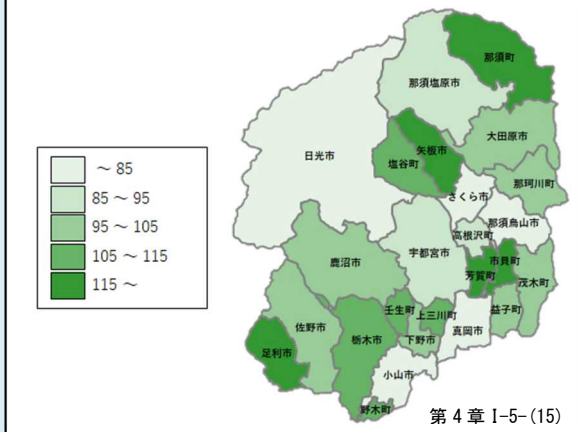 那須町
那須塩原市
大田原市
矢板市
塩谷町
日光市
那珂川町
さくら市
那須烏山市
高根沢町
宇都宮市
市貝町
芳賀町
茂木町
鹿沼市
壬生町
上三川町
益子町
真岡市
佐野市
栃木市
下野市
足利市
小山市
野木町
~ 85
85 ~ 95
95 ~ 105
105 ~ 115
115 ~
第4章 I-5-(15)